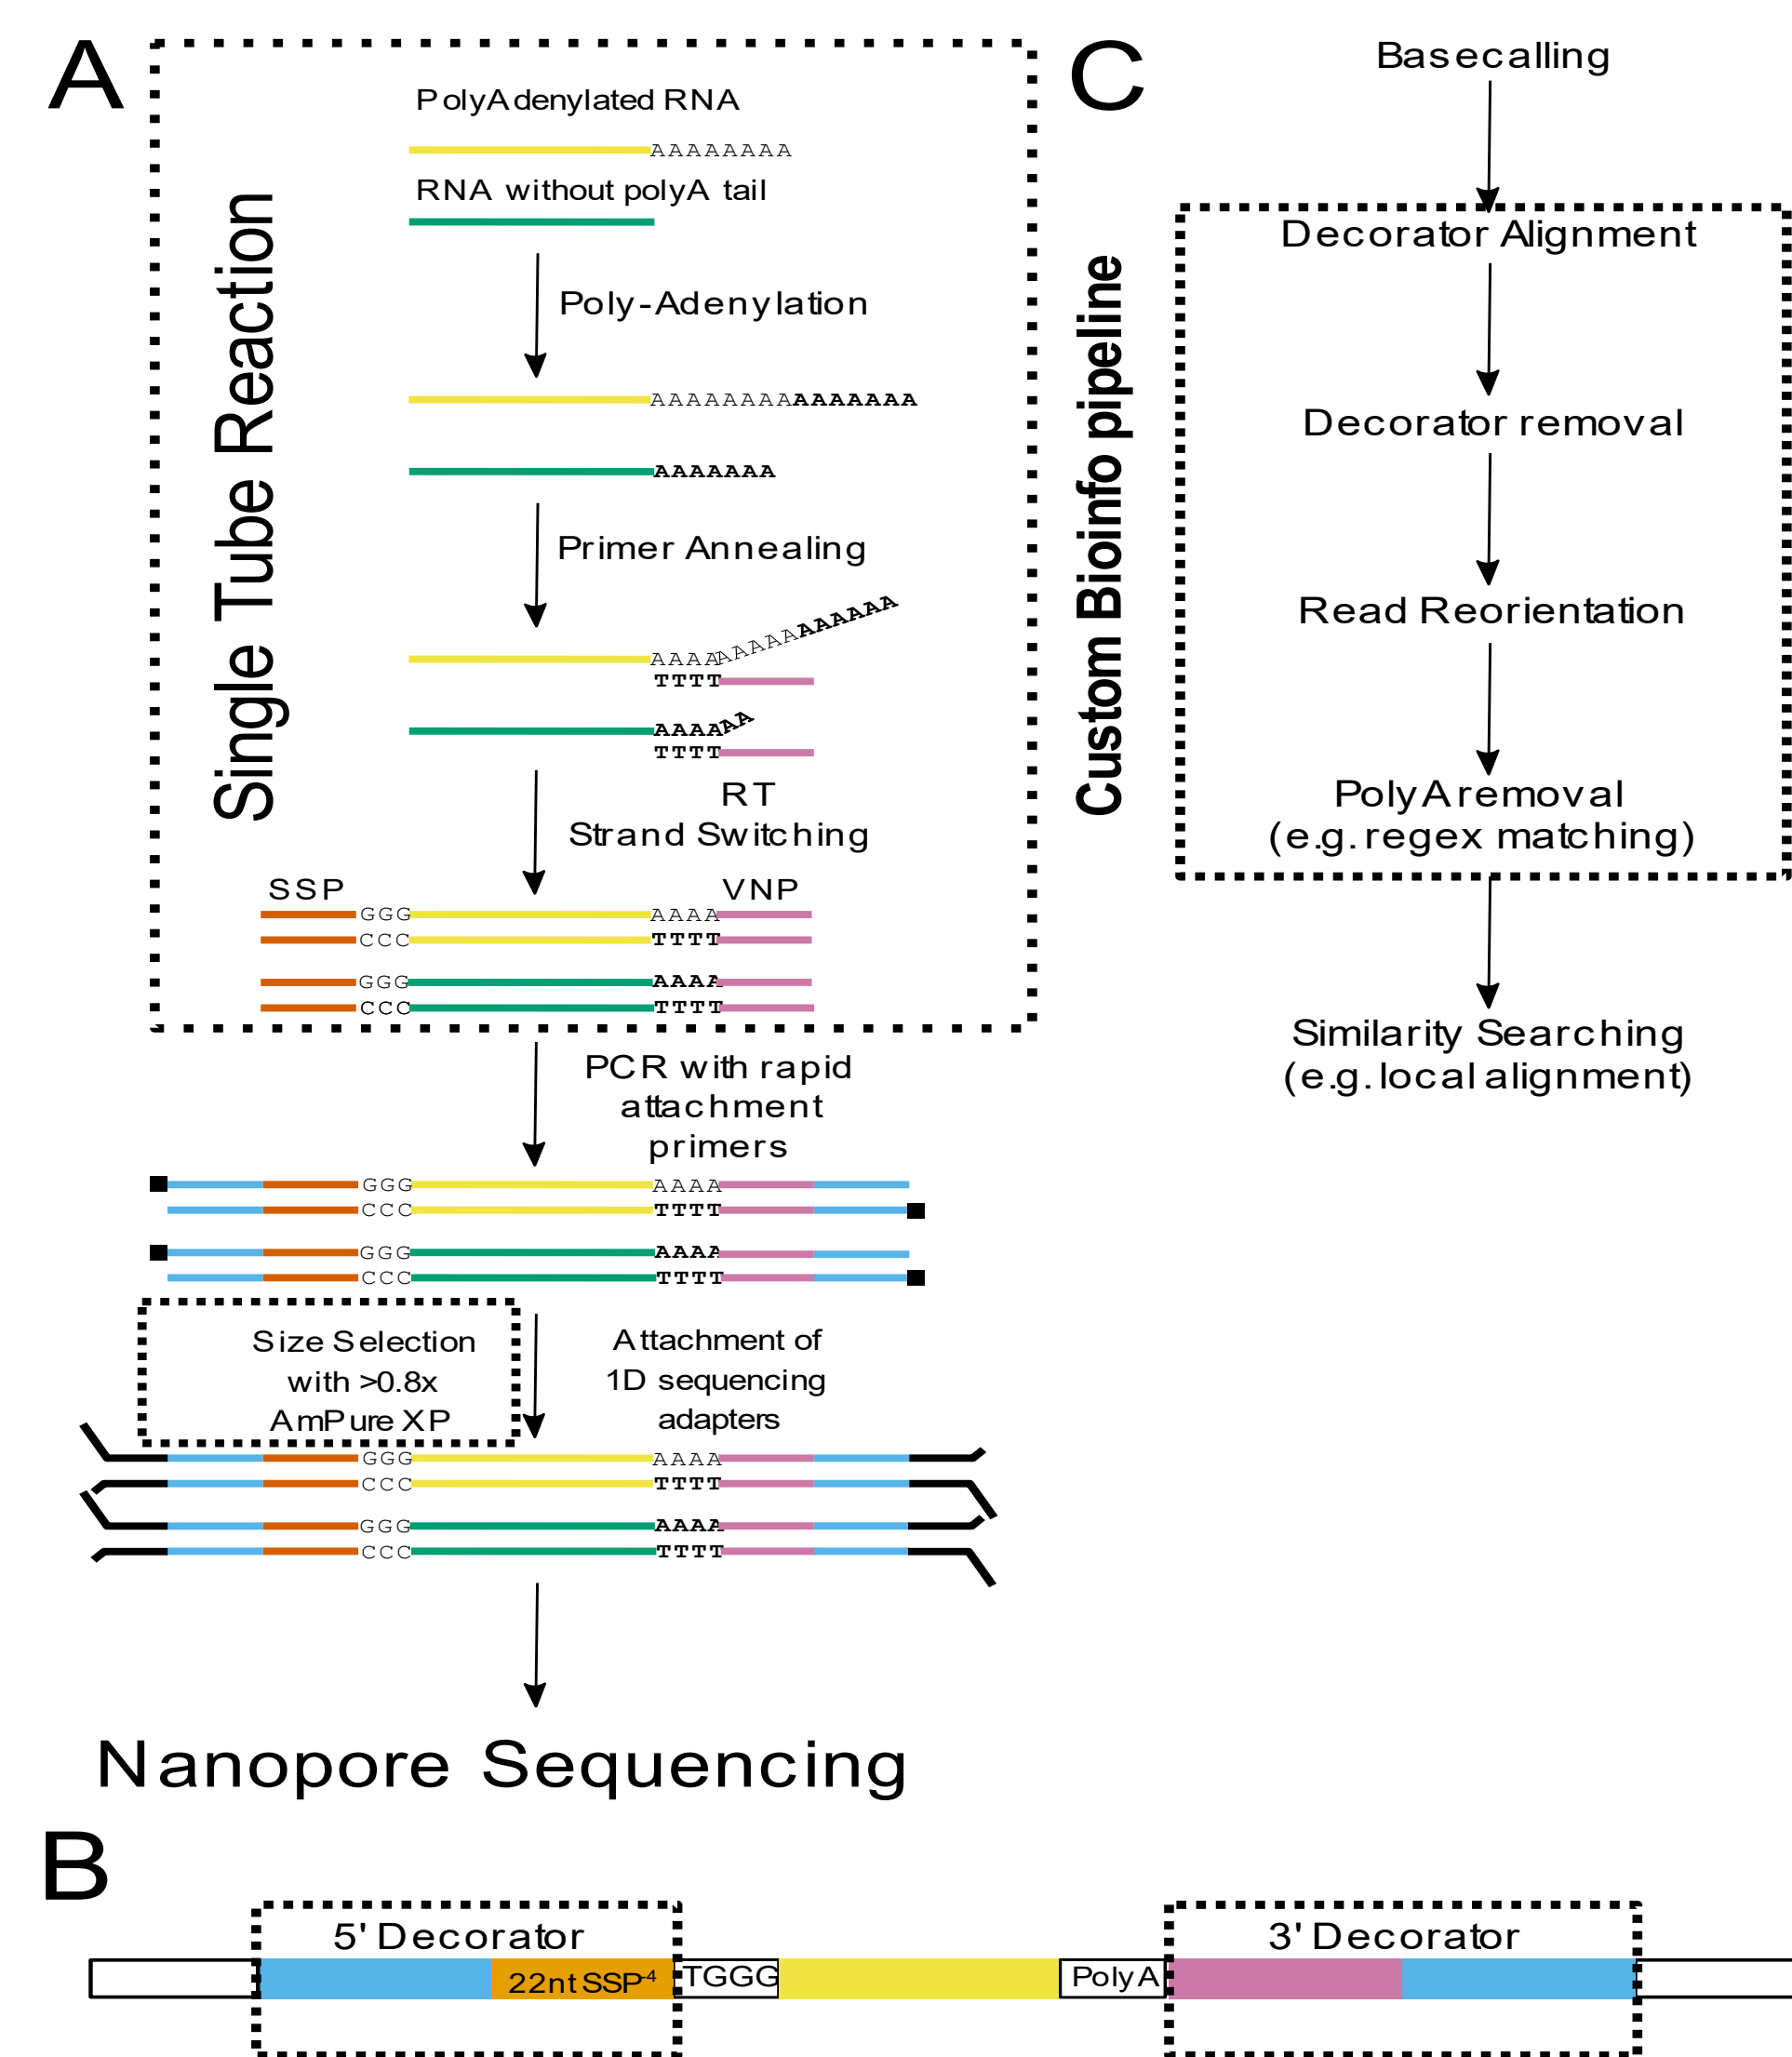 A
PolyAdenylated RNA
AAAAAAAA
RNA without polyA tail
Single Tube Reaction
Poly-Adenylation
AAAAAAAAAAAAAAA
AAAAAAA
Primer Annealing
AAAAAAAAAAAAAAA
TTTT
AAAAAA
TTTT
RT
Strand Switching
SSP
VNP
GGG AAAA
CCC TTTT
GGG AAAA
CCC TTTT
PCR with rapid
attachment
primers
GGG AAAA
CCC TTTT
GGG AAAA
CCC TTTT
Size Selection
with >0.8x
AmPure XP
Attachment of
1D sequencing
adapters
GGG AAAA
CCC TTTT
GGG AAAA
CCC TTTT
Nanopore Sequencing
B
5' Decorator
3' Decorator
22nt SSP-4
TGGG
PolyA
C
Basecalling
Custom Bioinfo pipeline
Decorator Alignment
Decorator removal
Read Reorientation
PolyA removal
(e.g. regex matching)
Similarity Searching
(e.g. local alignment)